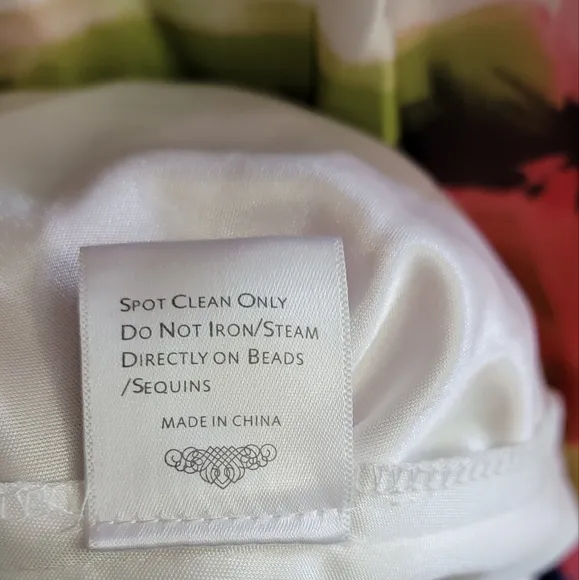 SPOT CLEAN ONLY
DO NOT IRON/STEAM
DIRECTLY ON BEADS
/SEQUINS
MADE IN CHINA